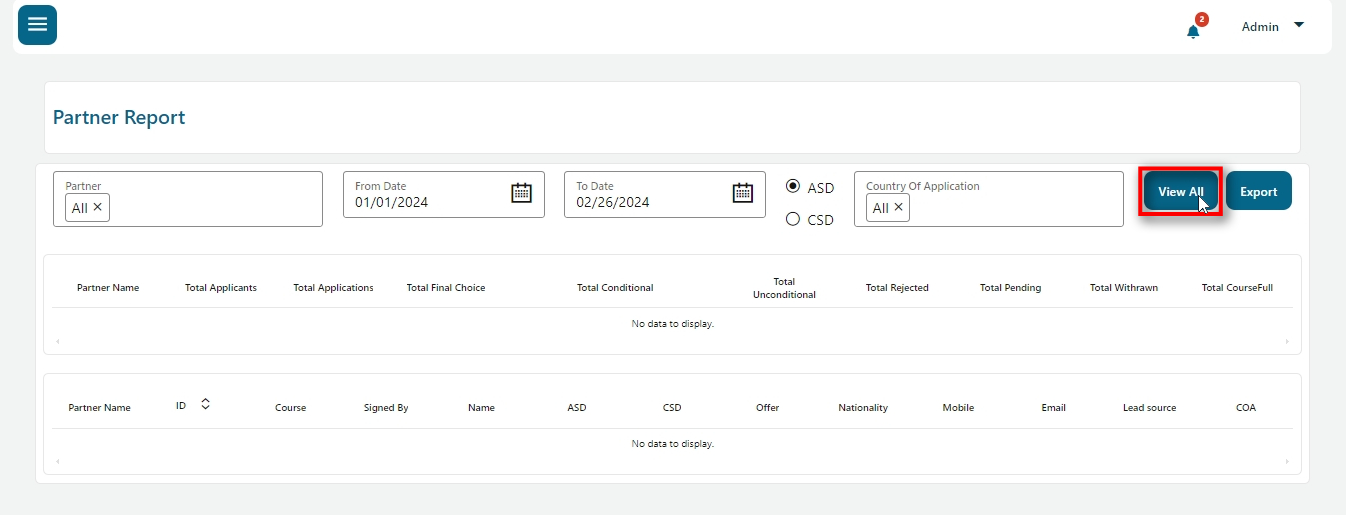 2
Admin
Partner Report
Partner
All ×
From Date
01/01/2024
To Date
02/26/2024
ASD
CSD
Country Of Application
All ×
View All
Export
Partner Name Total Applicants Total Applications Total Final Choice Total Conditional Total Unconditional Total Rejected Total Pending Total Withrawn Total CourseFull
No data to display.
Partner Name ID Course Signed By Name ASD CSD Offer Nationality Mobile Email Lead source COA
No data to display.